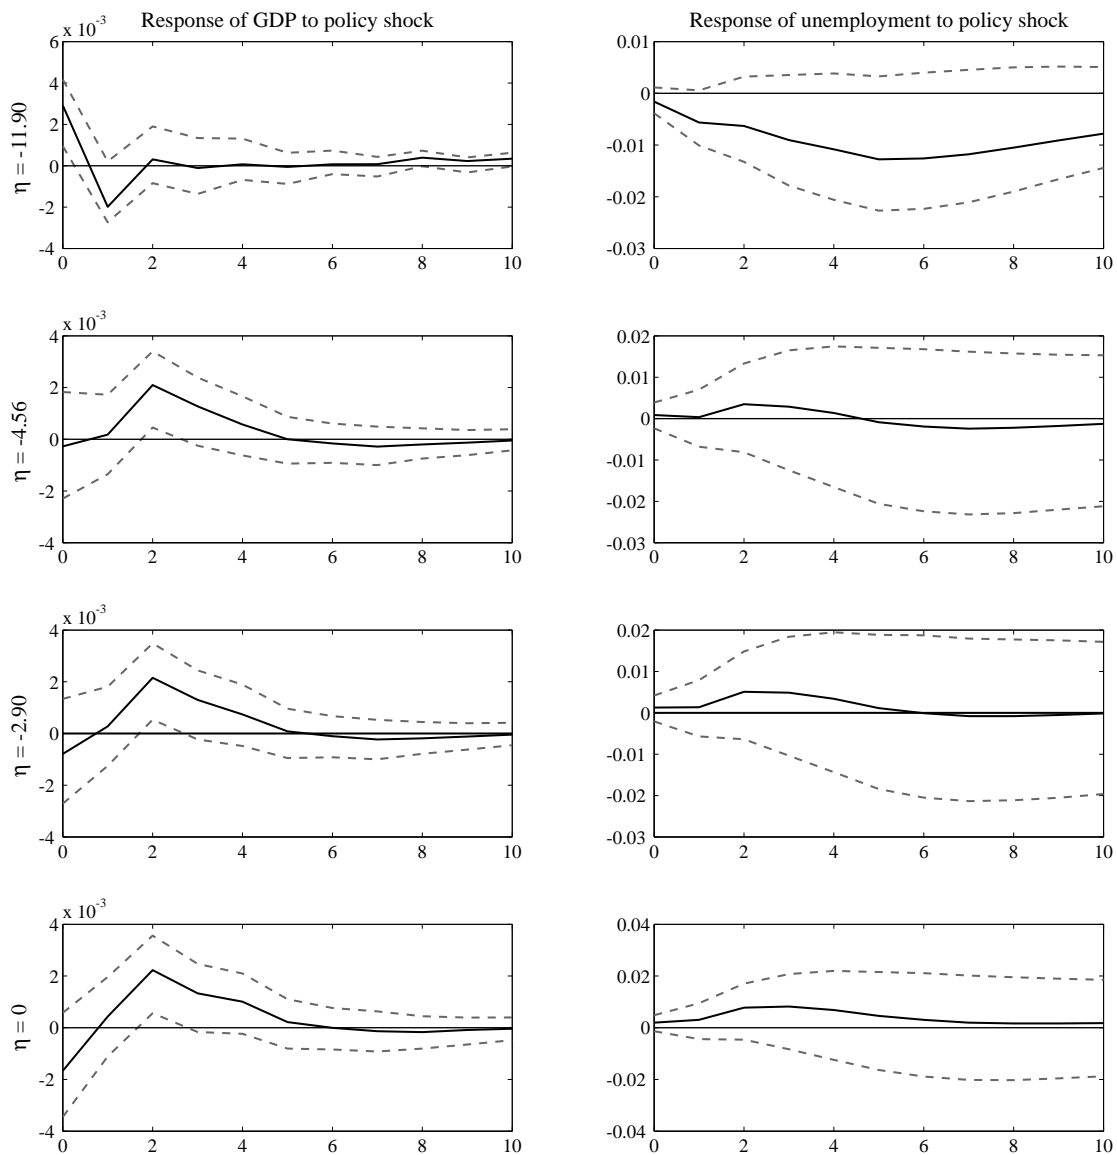 Response of GDP to policy shock
Response of unemployment to policy shock
x 10^-3
6
4
2
0
-2
-4
0 2 4 6 8 10
η = -11.90
0.01
0
-0.01
-0.02
-0.03
0 2 4 6 8 10
x 10^-3
4
2
0
-2
-4
0 2 4 6 8 10
η = -4.56
0.02
0.01
0
-0.01
-0.02
-0.03
0 2 4 6 8 10
x 10^-3
4
2
0
-2
-4
0 2 4 6 8 10
η = -2.90
0.02
0.01
0
-0.01
-0.02
-0.03
0 2 4 6 8 10
x 10^-3
4
2
0
-2
-4
0 2 4 6 8 10
η = 0
0.04
0.02
0
-0.02
-0.04
0 2 4 6 8 10